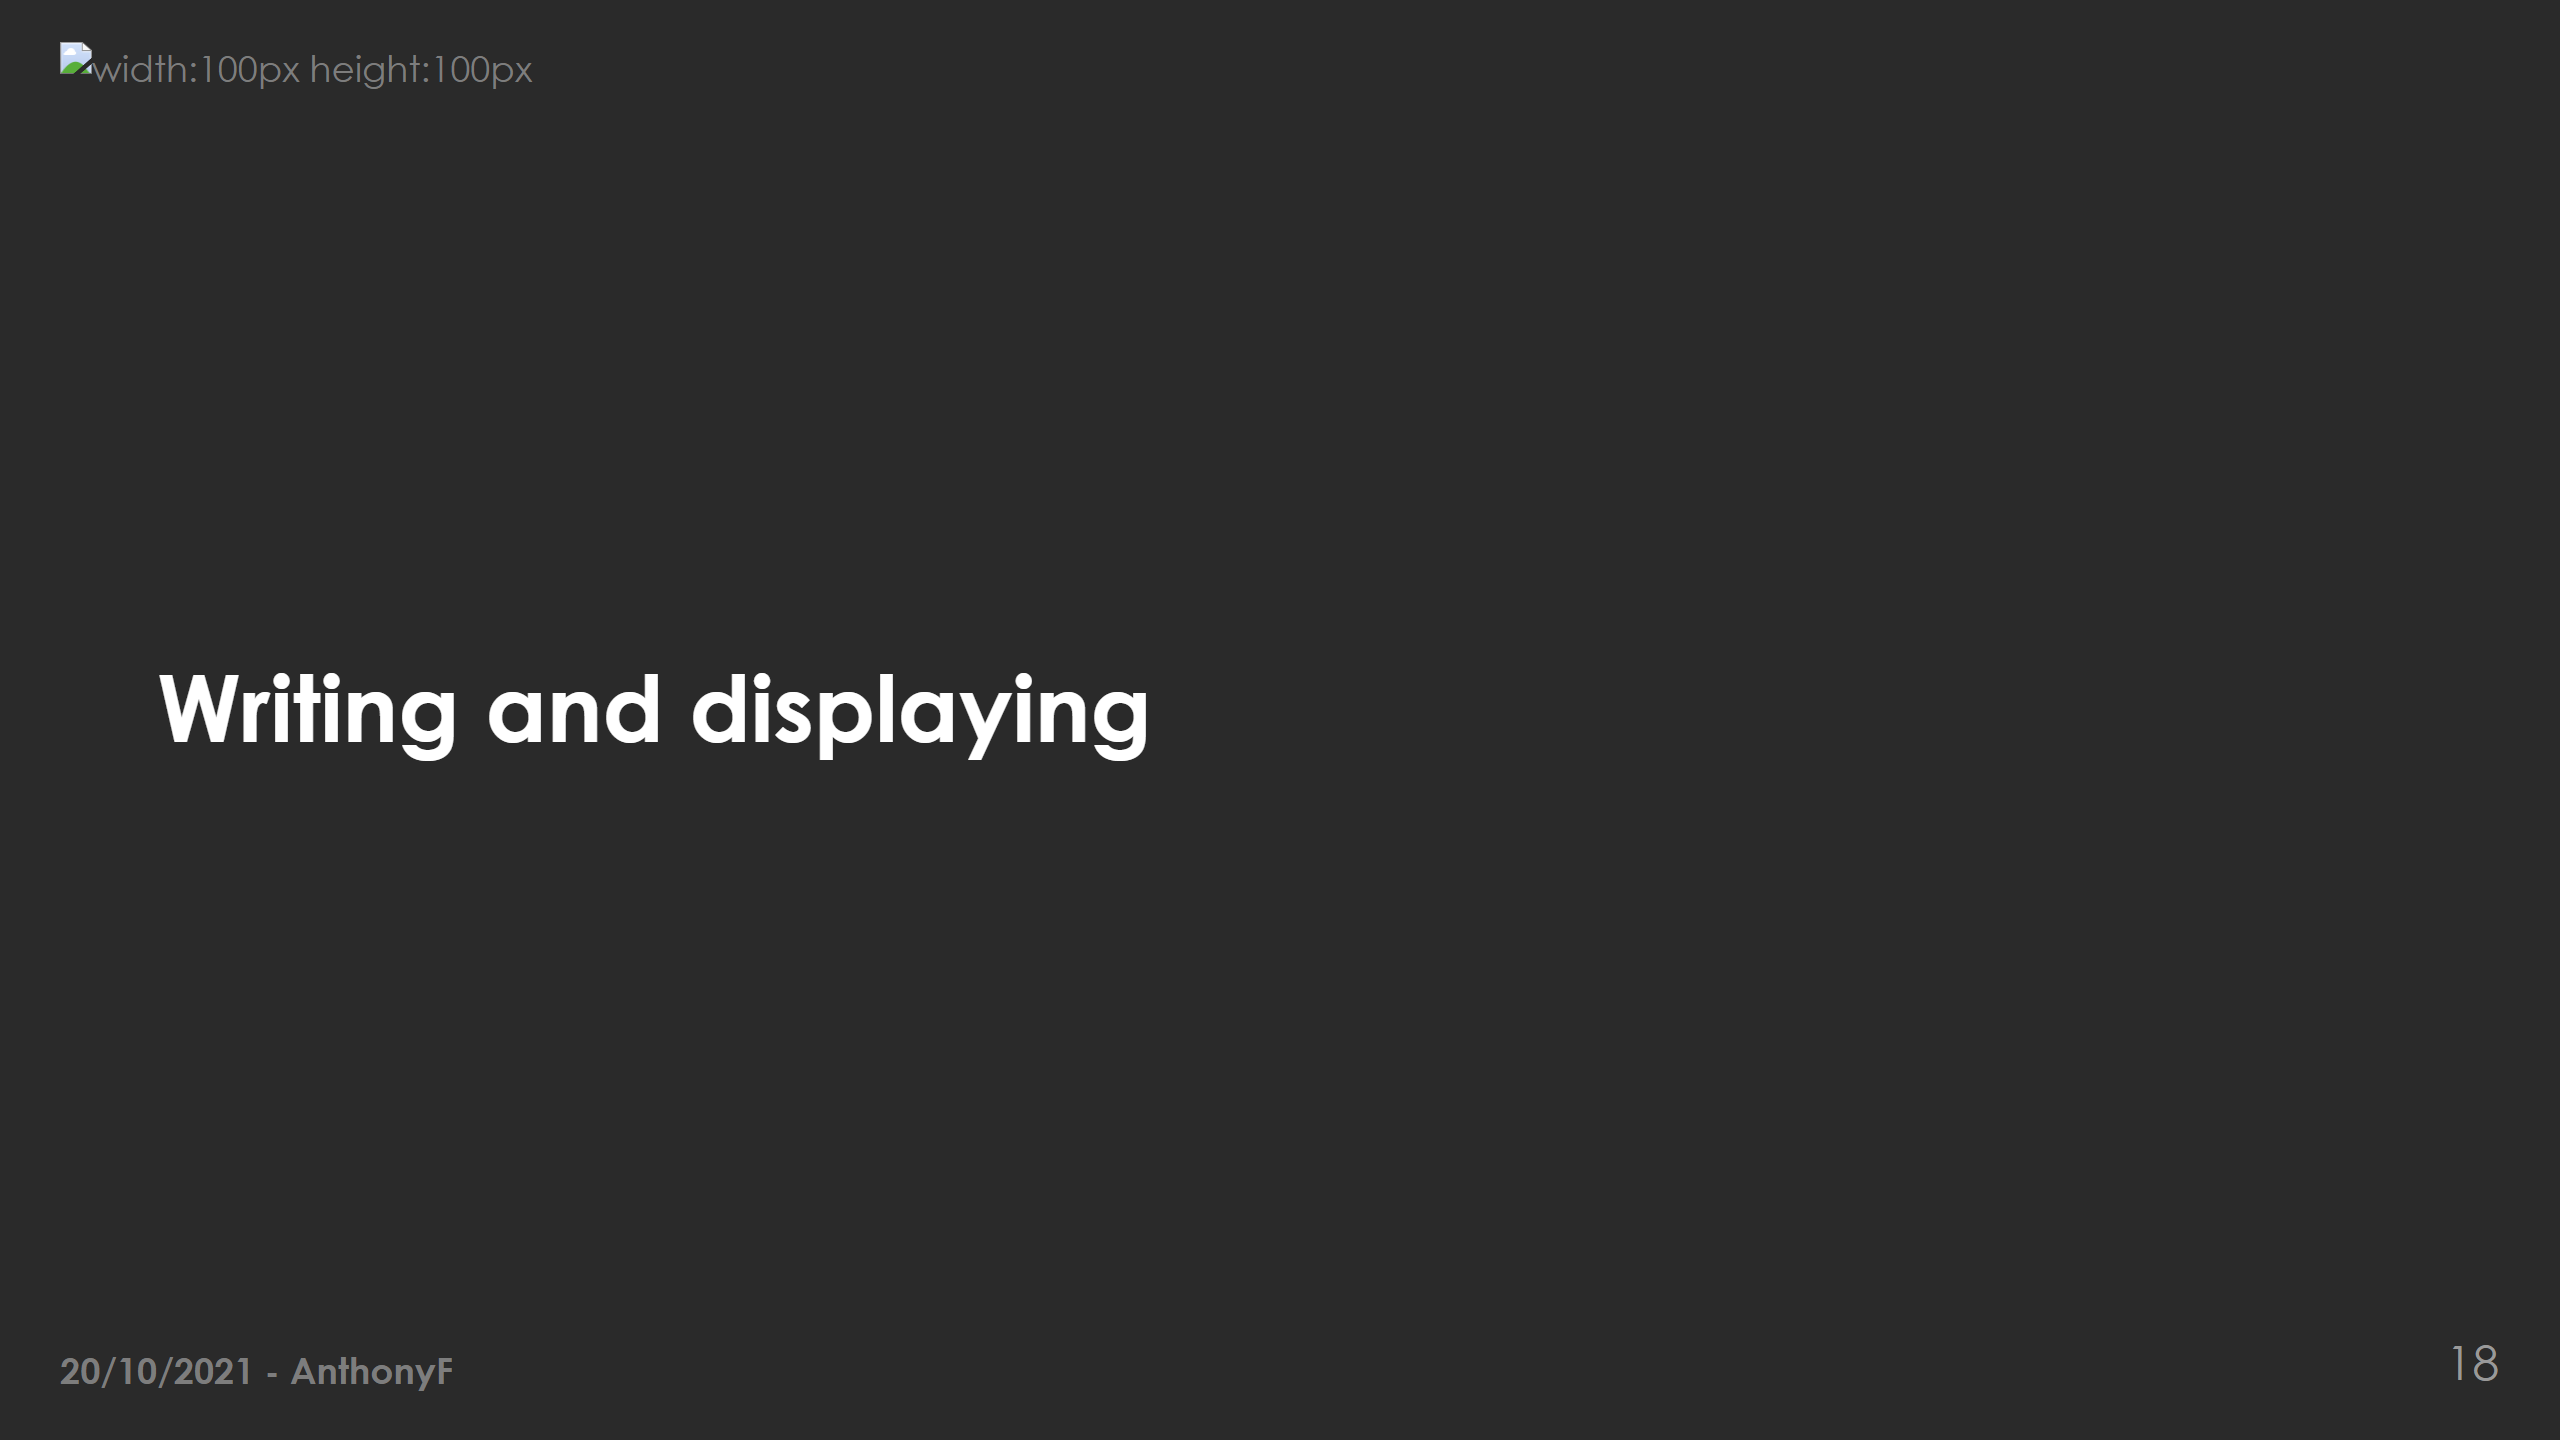 width:100px height:100px
Writing and displaying
20/10/2021 - AnthonyF
18